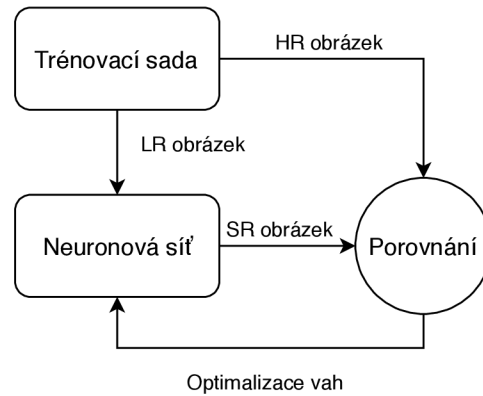 HR obrázek
Trénovací sada
LR obrázek
SR obrázek
Neuronová síť
Porovnání
Optimalizace vah